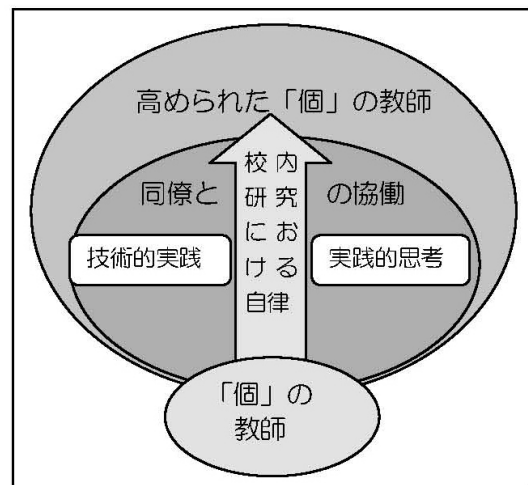 高められた「個」の教師
同僚と
の協働
校内
研究
にお
ける
自律
技術的実践
実践的思考
「個」の
教師